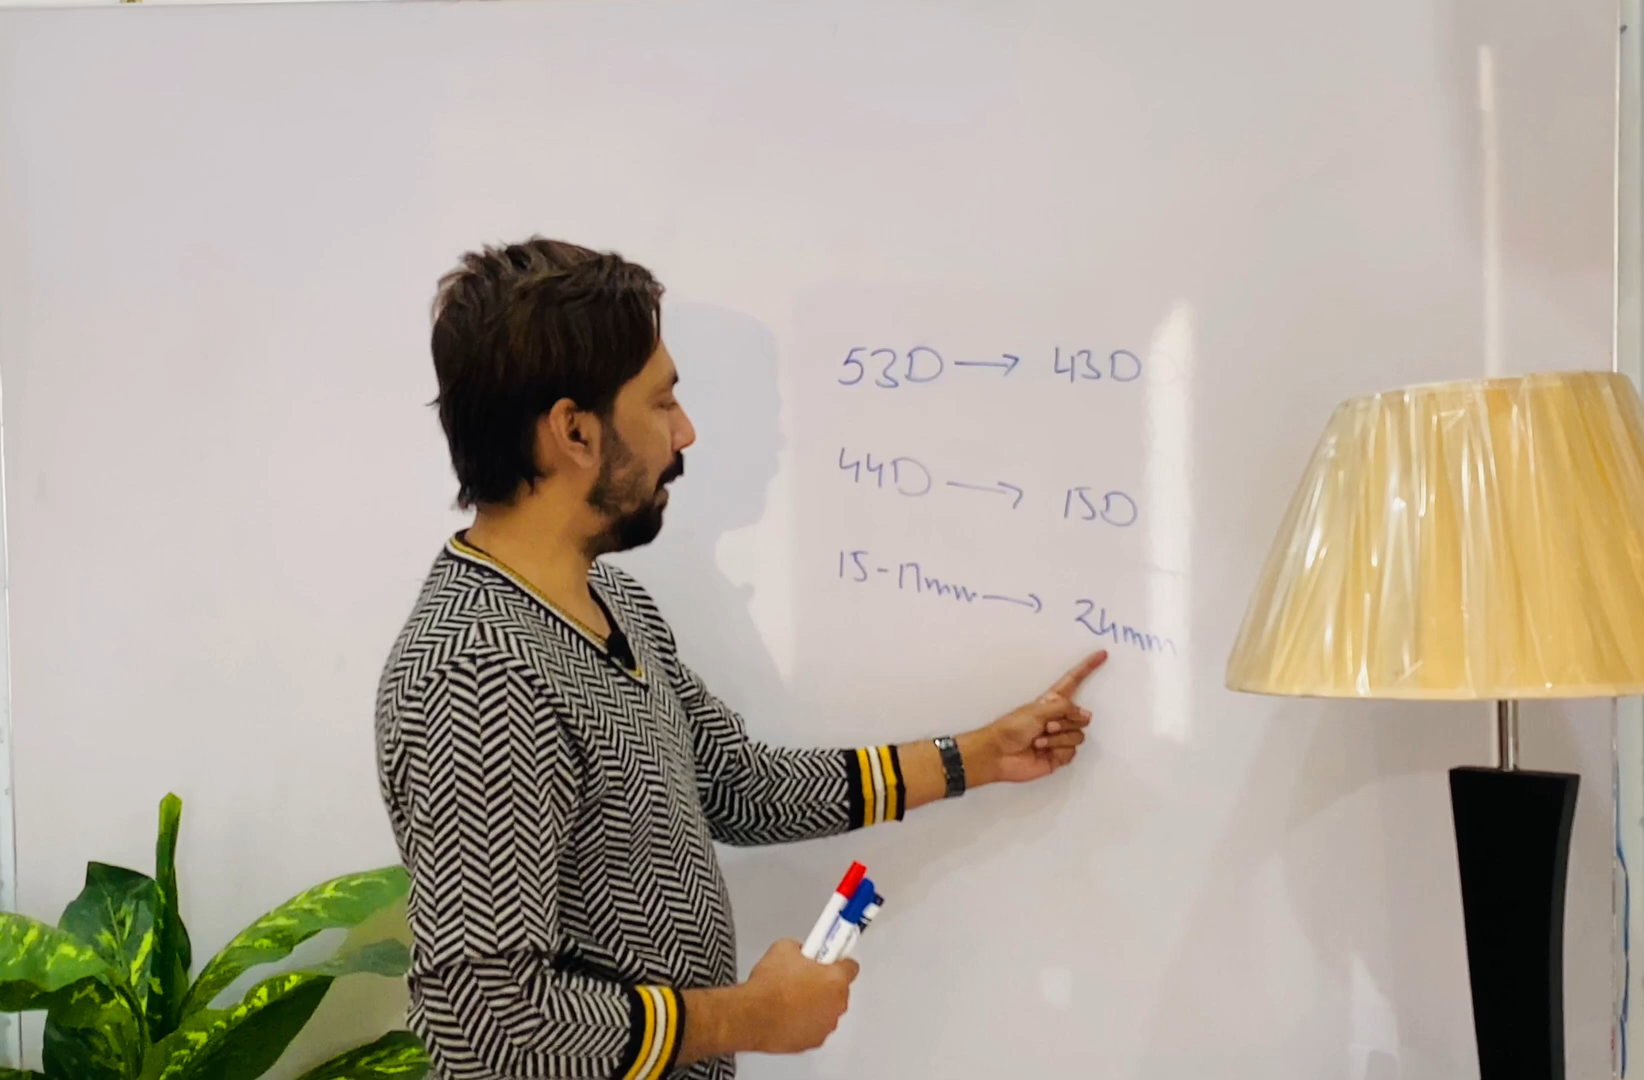 53D → 43D
44D → 15D
15-17mm → 24mm